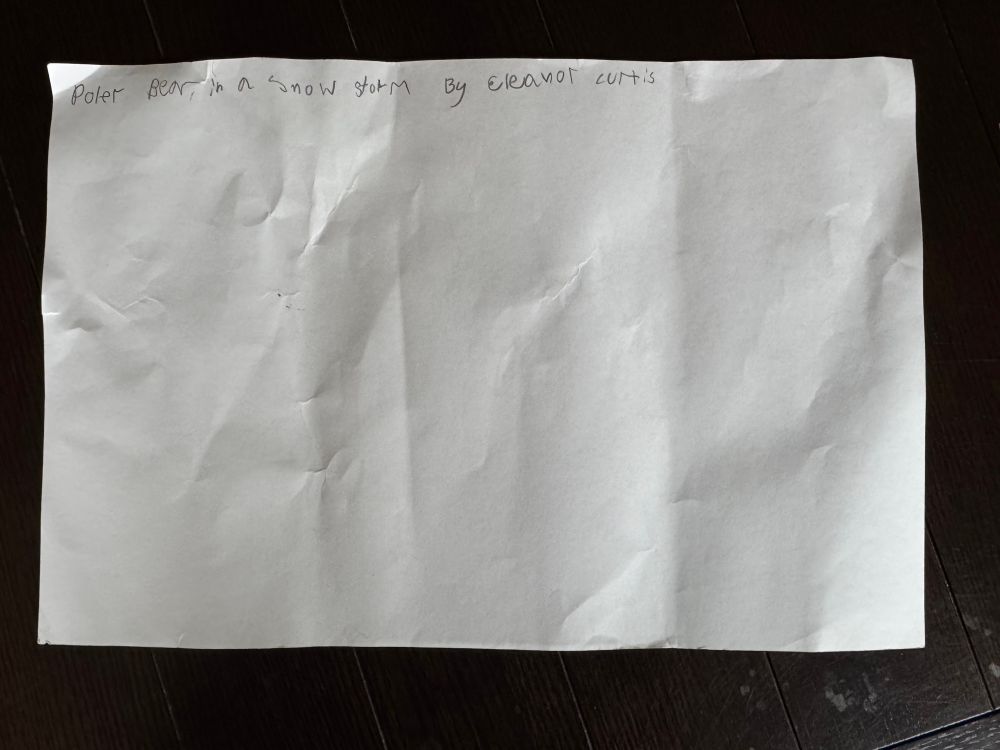 Poler Bear, in a Snow storM By Eleanor curtis